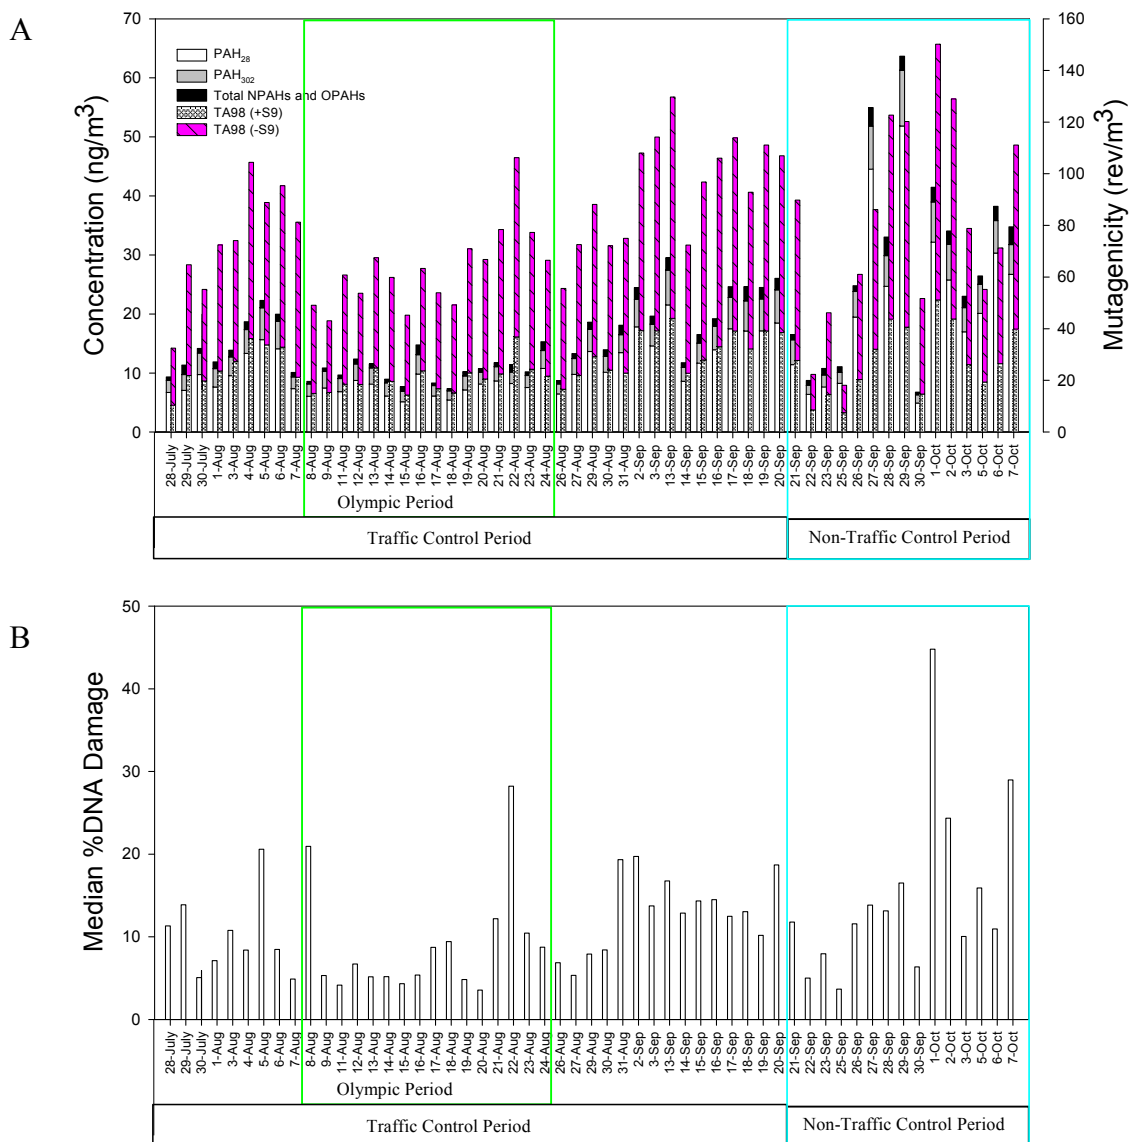 A
70
60
50
40
30
20
10
0
Concentration (ng/m³)
160
140
120
100
80
60
40
20
0
Mutagenicity (rev/m³)
PAH₂₈
PAH₃₀₂
Total NPAHs and OPAHs
TA98 (+S9)
TA98 (-S9)
28-July
29-July
30-July
1-Aug
3-Aug
4-Aug
5-Aug
6-Aug
7-Aug
8-Aug
9-Aug
11-Aug
12-Aug
13-Aug
14-Aug
15-Aug
16-Aug
17-Aug
18-Aug
19-Aug
20-Aug
21-Aug
22-Aug
23-Aug
24-Aug
26-Aug
27-Aug
28-Aug
30-Aug
31-Aug
2-Sep
3-Sep
13-Sep
14-Sep
15-Sep
16-Sep
17-Sep
18-Sep
19-Sep
20-Sep
21-Sep
22-Sep
23-Sep
25-Sep
26-Sep
27-Sep
28-Sep
29-Sep
30-Sep
1-Oct
2-Oct
3-Oct
5-Oct
6-Oct
7-Oct
Olympic Period
Traffic Control Period
Non-Traffic Control Period
B
50
40
30
20
10
0
Median %DNA Damage
28-July
29-July
30-July
1-Aug
3-Aug
4-Aug
5-Aug
6-Aug
7-Aug
8-Aug
9-Aug
11-Aug
12-Aug
13-Aug
14-Aug
15-Aug
16-Aug
17-Aug
18-Aug
19-Aug
20-Aug
21-Aug
22-Aug
23-Aug
24-Aug
26-Aug
27-Aug
29-Aug
30-Aug
31-Aug
2-Sep
3-Sep
13-Sep
14-Sep
15-Sep
16-Sep
17-Sep
18-Sep
19-Sep
20-Sep
21-Sep
22-Sep
23-Sep
25-Sep
26-Sep
27-Sep
28-Sep
29-Sep
30-Sep
1-Oct
2-Oct
3-Oct
5-Oct
6-Oct
7-Oct
Olympic Period
Traffic Control Period
Non-Traffic Control Period